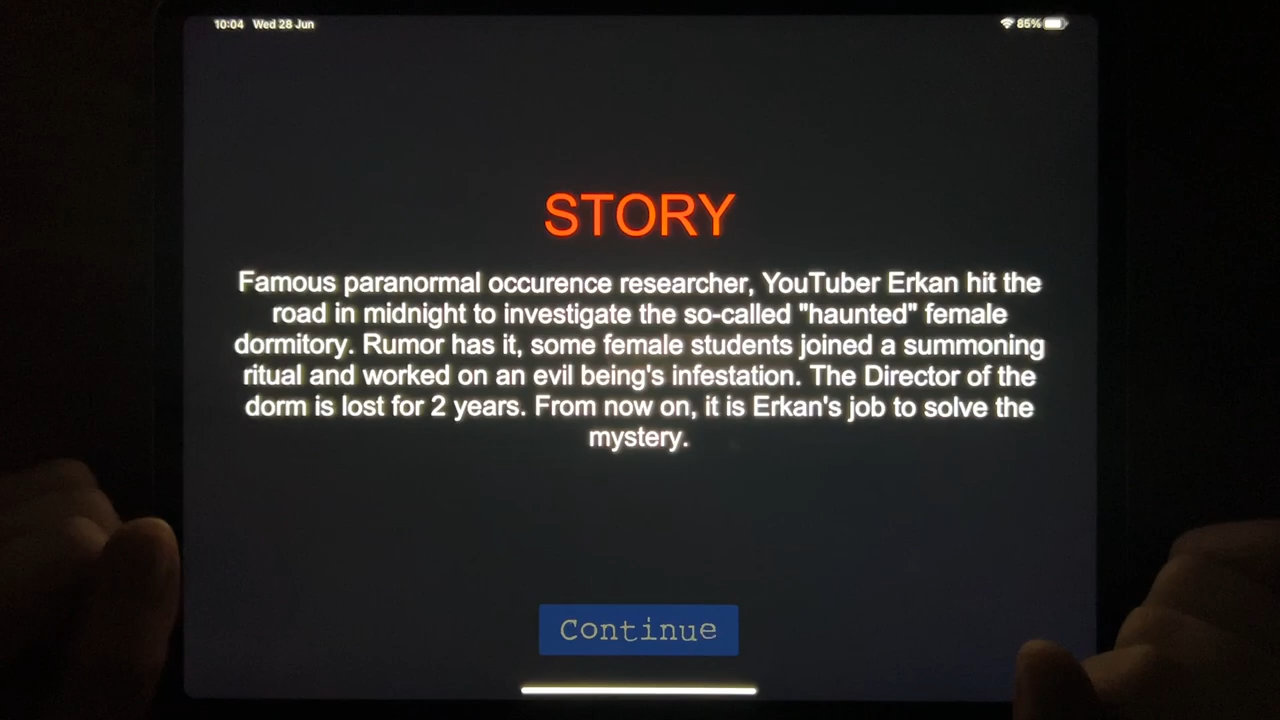 10:04 Wed 28 Jun
85%
STORY
Famous paranormal occurence researcher, YouTuber Erkan hit the
road in midnight to investigate the so-called "haunted" female
dormitory. Rumor has it, some female students joined a summoning
ritual and worked on an evil being's infestation. The Director of the
dorm is lost for 2 years. From now on, it is Erkan's job to solve the
mystery.
Continue